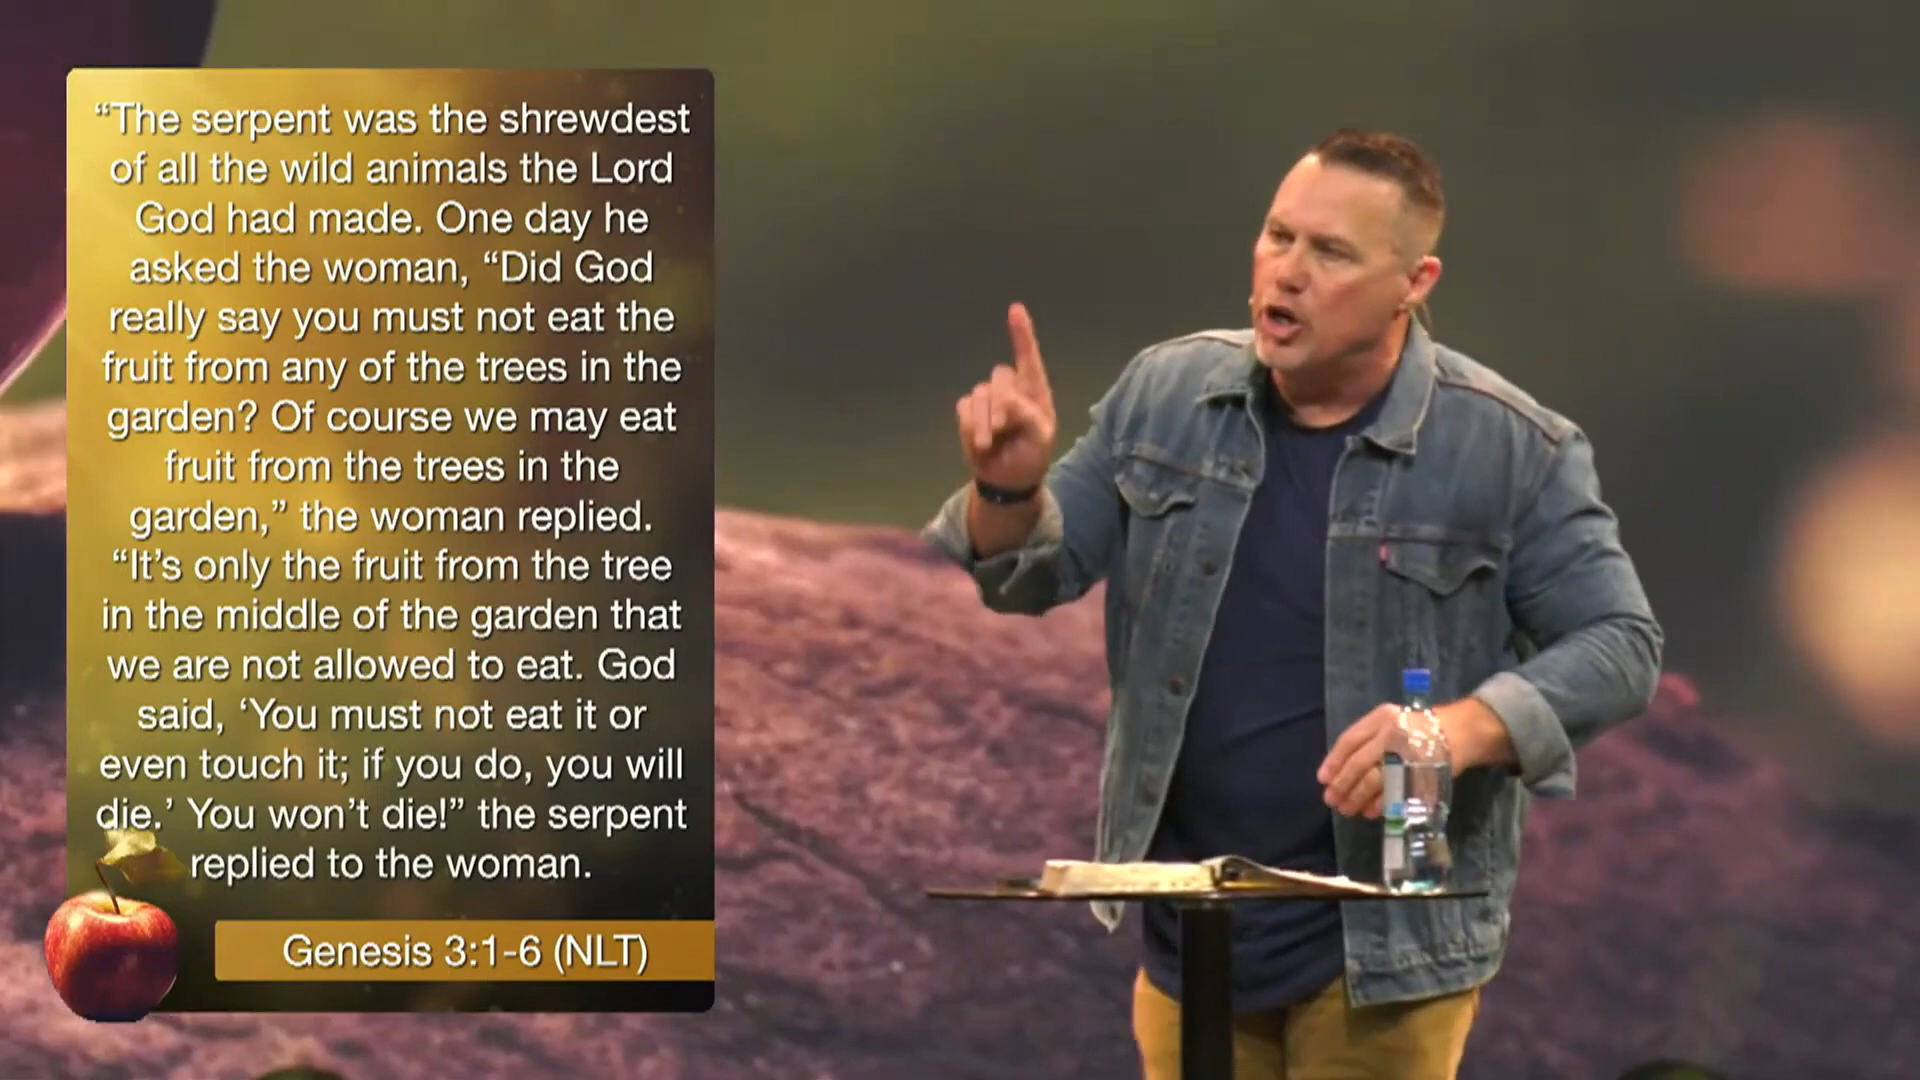 “The serpent was the shrewdest
of all the wild animals the Lord
God had made. One day he
asked the woman, “Did God
really say you must not eat the
fruit from any of the trees in the
garden? Of course we may eat
fruit from the trees in the
garden,” the woman replied.
“It’s only the fruit from the tree
in the middle of the garden that
we are not allowed to eat. God
said, ‘You must not eat it or
even touch it; if you do, you will
die.’ You won’t die!” the serpent
replied to the woman.
Genesis 3:1-6 (NLT)